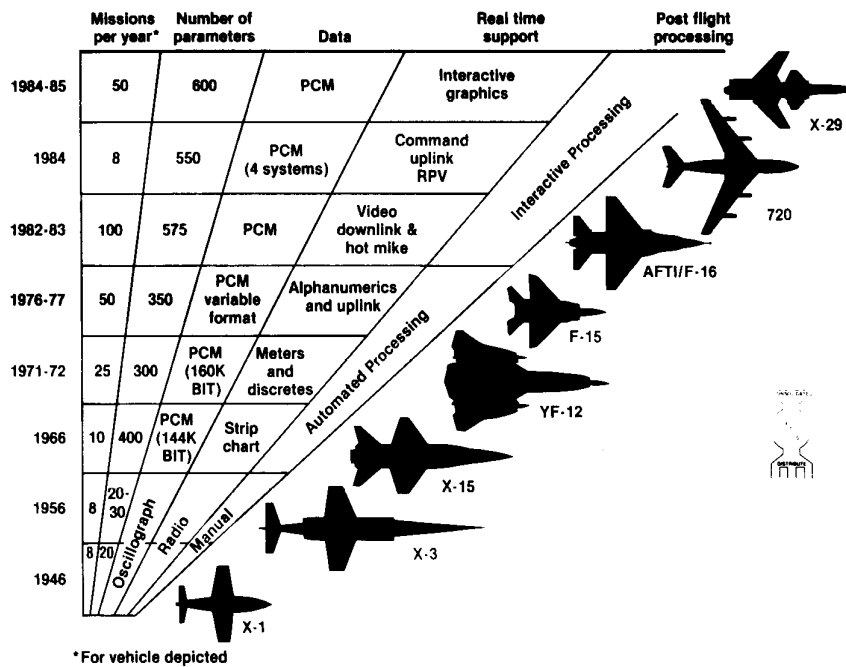 Missions per year* Number of parameters Data Real time support Post flight processing
1984-85 50 600 PCM Interactive graphics
X-29
1984 8 550 PCM (4 systems) Command uplink RPV
720
1982-83 100 575 PCM Video downlink & hot mike
Interactive Processing
AFTI/F-16
1976-77 50 350 PCM variable format Alphanumerics and uplink
F-15
1971-72 25 300 PCM (160K BIT) Meters and discretes
Automated Processing
YF-12
1966 10 400 PCM (144K BIT) Strip chart
X-15
1956 8 20-30
Oscillograph
Radio
Manual
X-3
8 20
1946
X-1
DISTRIBUTE
*For vehicle depicted